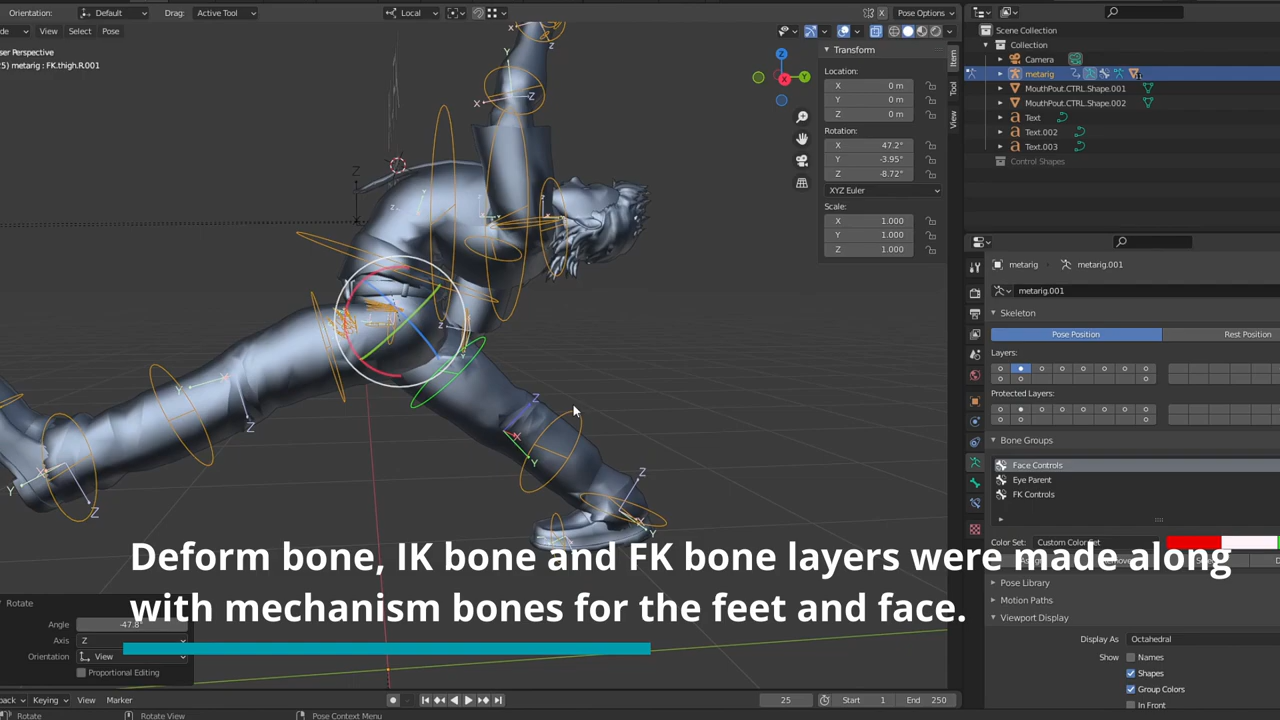 Orientation: Default Drag: Active Tool Local Pose Options
de View Select Pose
ser Perspective
5) metarig : FK.thigh.R.001
Transform
Location:
X 0 m
Y 0 m
Z 0 m
Rotation:
X 47.2°
Y -3.95°
Z -8.72°
XYZ Euler
Scale:
X 1.000
Y 1.000
Z 1.000
Item
Tool
View
Scene Collection
Collection
Camera
metarig
MouthPout.CTRL.Shape.001
MouthPout.CTRL.Shape.002
Text
Text.002
Text.003
Control Shapes
metarig metarig.001
metarig.001
Skeleton
Pose Position Rest Position
Layers:
Protected Layers:
Bone Groups
Face Controls
Eye Parent
FK Controls
Color Set: Custom Color Set
Pose Library
Motion Paths
Viewport Display
Display As Octahedral
Show Names
Shapes
Group Colors
In Front
Deform bone, IK bone and FK bone layers were made along
with mechanism bones for the feet and face.
Rotate
Angle -47.8°
Axis Z
Orientation View
Proportional Editing
back Keying View Marker 25 Start 1 End 250
Rotate Rotate View Pose Context Menu